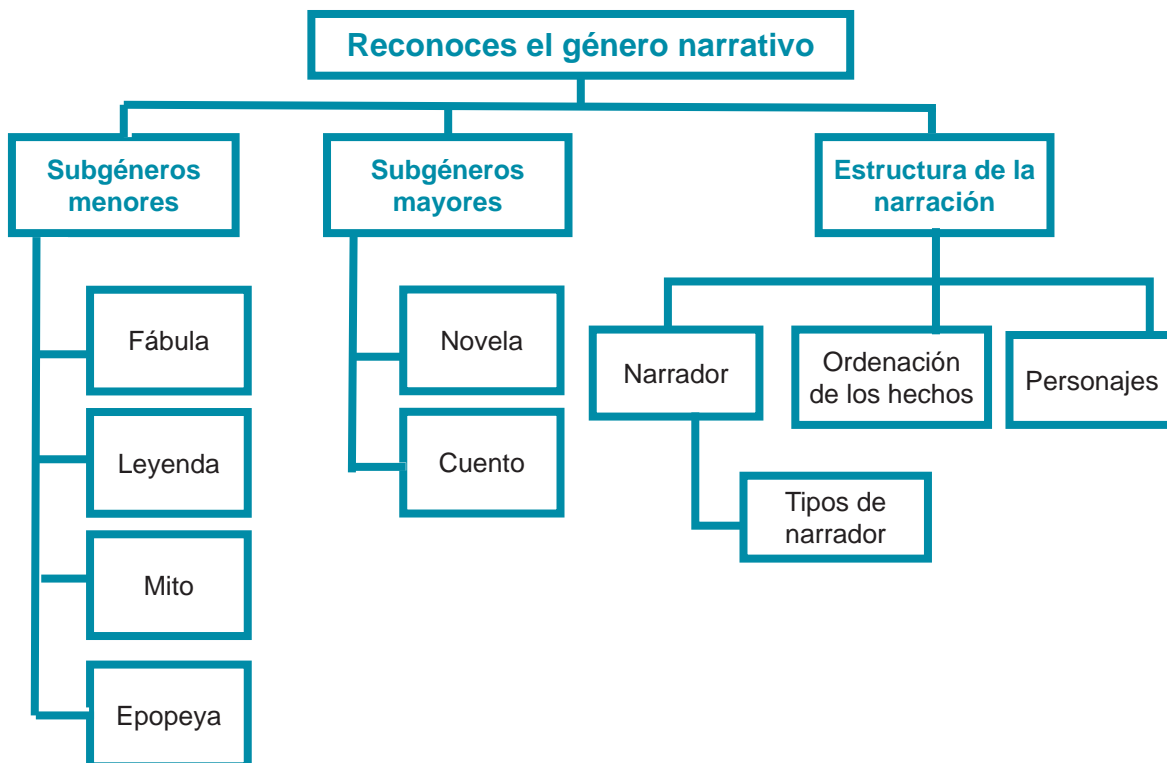 Reconoces el género narrativo
Subgéneros
menores
Subgéneros
mayores
Estructura de la
narración
Fábula
Leyenda
Mito
Epopeya
Novela
Cuento
Narrador
Ordenación
de los hechos
Personajes
Tipos de
narrador